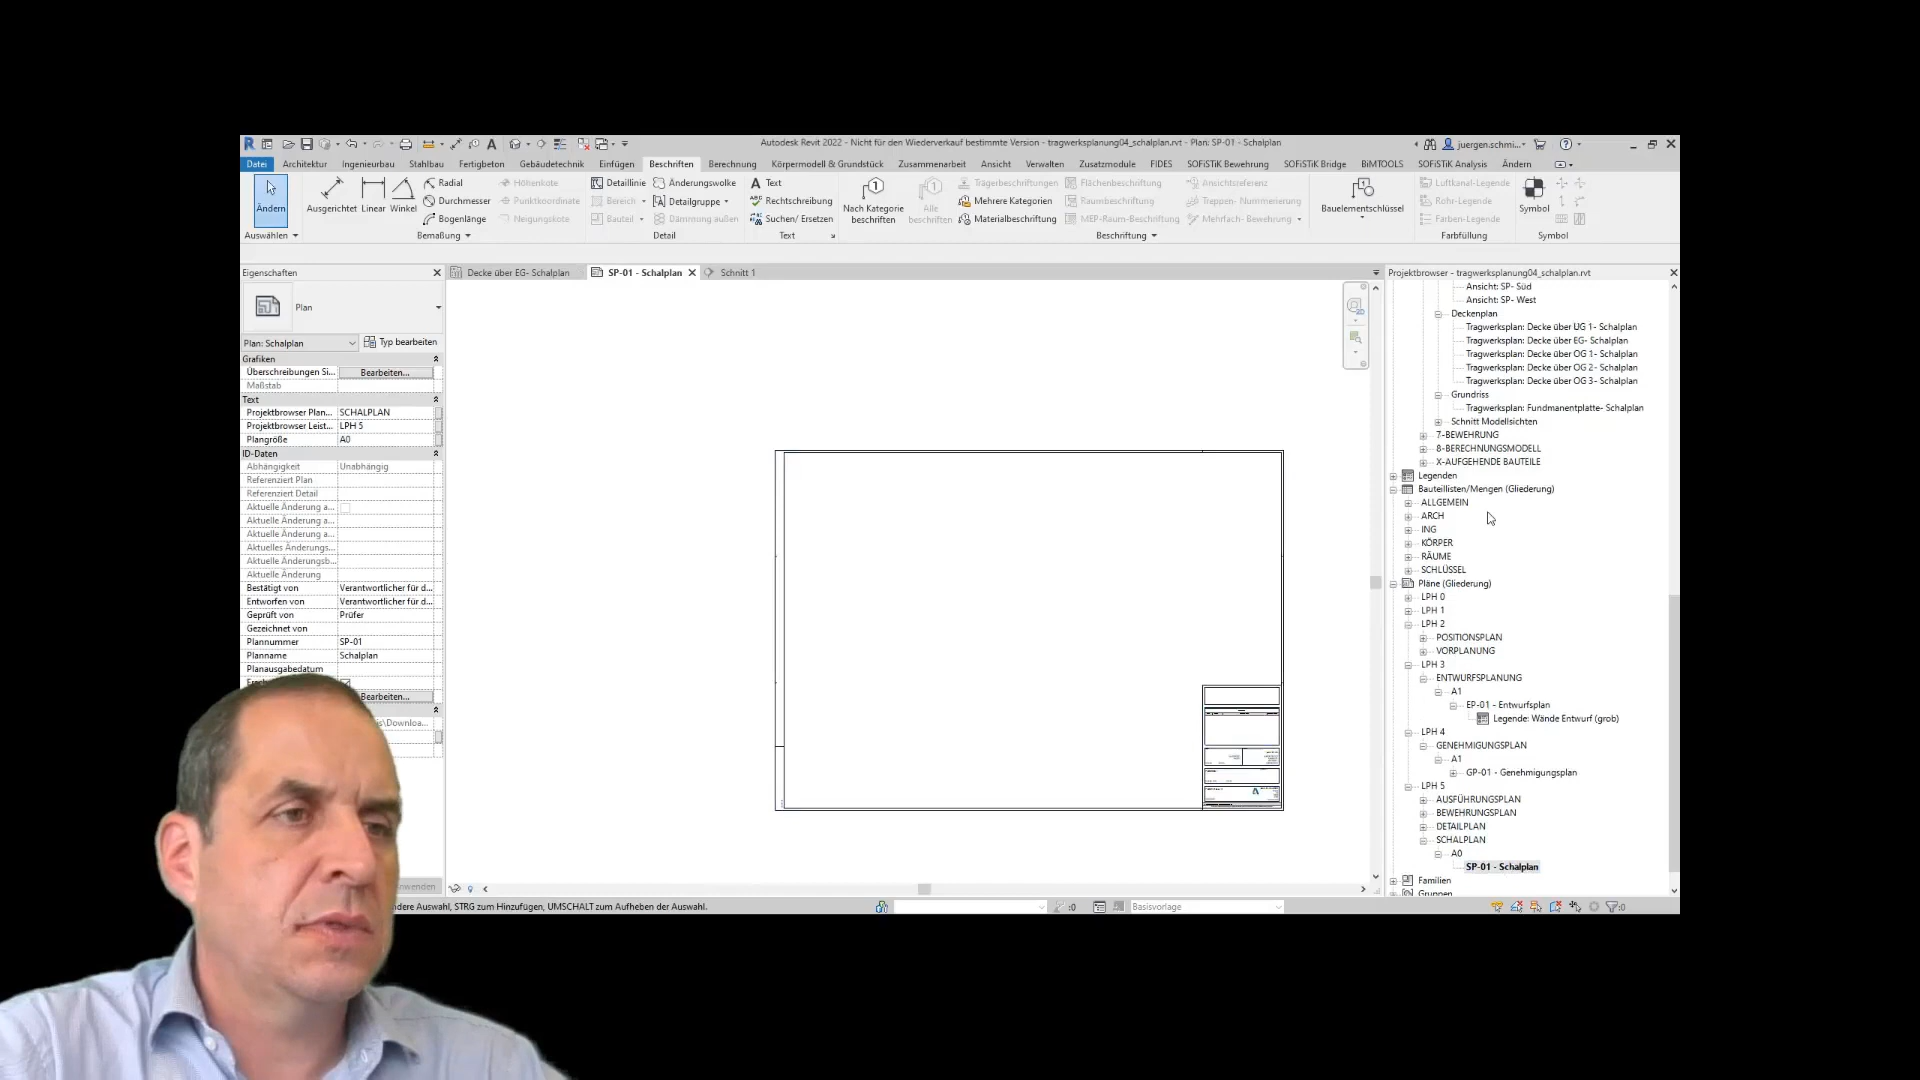 Autodesk Revit 2022 - Nicht für den Wiederverkauf bestimmte Version - tragwerksplanung04_schalplan.rvt - Plan: SP-01 - Schalplan
juergen.schmi...
Datei Architektur Ingenieurbau Stahlbau Fertigbeton Gebäudetechnik Einfügen Beschriften Berechnung Körpermodell & Grundstück Zusammenarbeit Ansicht Verwalten Zusatzmodule FIDES SOFiSTiK Bewehrung SOFiSTiK Bridge BiMTOOLS SOFiSTiK Analysis Ändern
Ändern
Auswählen
Ausgerichtet Linear Winkel
Radial
Durchmesser
Bogenlänge
Höhenkote
Punktkoordinate
Neigungskote
Bemaßung
Detaillinie
Bereich
Bauteil
Änderungswolke
Detailgruppe
Dämmung außen
Detail
Text
Rechtschreibung
Suchen/ Ersetzen
Text
Nach Kategorie beschriften
Alle beschriften
Trägerbeschriftungen
Mehrere Kategorien
Materialbeschriftung
Flächenbeschriftung
Raumbeschriftung
MEP-Raum-Beschriftung
Ansichtsreferenz
Treppen- Nummerierung
Mehrfach- Bewehrung
Beschriftung
Bauelementschlüssel
Luftkanal-Legende
Rohr-Legende
Farben-Legende
Farbfüllung
Symbol
Symbol
Eigenschaften
Plan
Plan: Schalplan
Typ bearbeiten
Grafiken
Überschreibungen Si... Bearbeiten...
Maßstab
Text
Projektbrowser Plan... SCHALPLAN
Projektbrowser Leist... LPH 5
Plangröße A0
ID-Daten
Abhängigkeit Unabhängig
Referenziert Plan
Referenziert Detail
Aktuelle Änderung a...
Aktuelle Änderung a...
Aktuelle Änderung a...
Aktuelles Änderungs...
Aktuelle Änderungsb...
Aktuelle Änderung
Bestätigt von Verantwortlicher für d...
Entworfen von Verantwortlicher für d...
Geprüft von Prüfer
Gezeichnet von
Plannummer SP-01
Planname Schalplan
Planausgabedatum
Bearbeiten...
is\Downloa...
Decke über EG- Schalplan
SP-01 - Schalplan
Schnitt 1
Projektbrowser - tragwerksplanung04_schalplan.rvt
Ansicht: SP- Süd
Ansicht: SP- West
Deckenplan
Tragwerksplan: Decke über UG 1- Schalplan
Tragwerksplan: Decke über EG- Schalplan
Tragwerksplan: Decke über OG 1- Schalplan
Tragwerksplan: Decke über OG 2- Schalplan
Tragwerksplan: Decke über OG 3- Schalplan
Grundriss
Tragwerksplan: Fundmanentplatte- Schalplan
Schnitt Modellsichten
7-BEWEHRUNG
8-BERECHNUNGSMODELL
X-AUFGEHENDE BAUTEILE
Legenden
Bauteillisten/Mengen (Gliederung)
ALLGEMEIN
ARCH
ING
KÖRPER
RÄUME
SCHLÜSSEL
Pläne (Gliederung)
LPH 0
LPH 1
LPH 2
POSITIONSPLAN
VORPLANUNG
LPH 3
ENTWURFSPLANUNG
A1
EP-01 - Entwurfsplan
Legende: Wände Entwurf (grob)
LPH 4
GENEHMIGUNGSPLAN
A1
GP-01 - Genehmigungsplan
LPH 5
AUSFÜHRUNGSPLAN
BEWEHRUNGSPLAN
DETAILPLAN
SCHALPLAN
A0
SP-01 - Schalplan
Familien
Gruppen
ndere Auswahl, STRG zum Hinzufügen, UMSCHALT zum Aufheben der Auswahl.
:0
Basisvorlage
:0